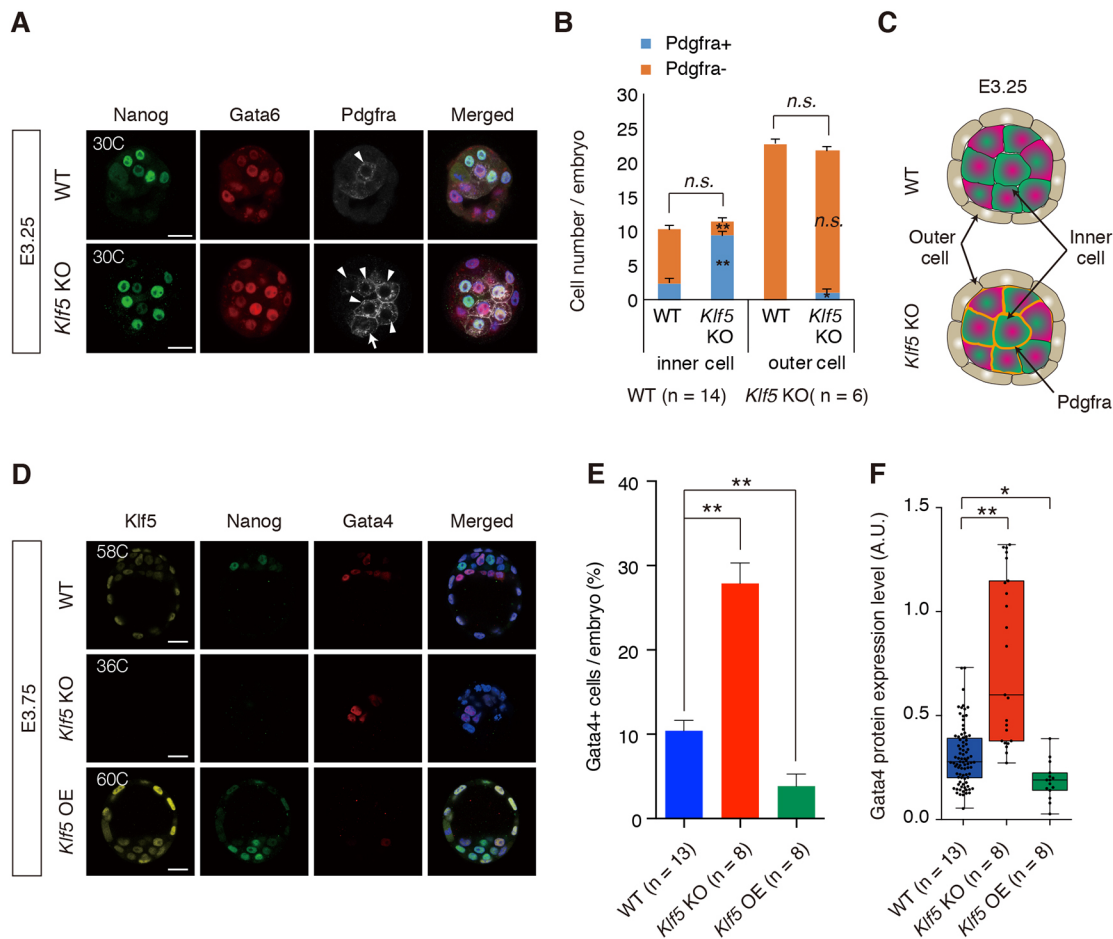 A
Nanog Gata6 Pdgfra Merged
E3.25
WT
30C
Klf5 KO
30C
B
Pdgfra+
Pdgfra-
Cell number / embryo
30
25
20
15
10
5
0
n.s.
n.s.
n.s.
**
**
*
WT Klf5 KO WT Klf5 KO
inner cell outer cell
WT (n = 14) Klf5 KO( n = 6)
C
E3.25
WT
Outer cell
Inner cell
Klf5 KO
Pdgfra
D
Klf5 Nanog Gata4 Merged
E3.75
WT
58C
Klf5 KO
36C
Klf5 OE
60C
E
Gata4+ cells / embryo (%)
40
30
20
10
0
**
**
WT (n = 13)
Klf5 KO (n = 8)
Klf5 OE (n = 8)
F
Gata4 protein expression level (A.U.)
1.5
1.0
0.5
0.0
*
**
WT (n = 13)
Klf5 KO (n = 8)
Klf5 OE (n = 8)